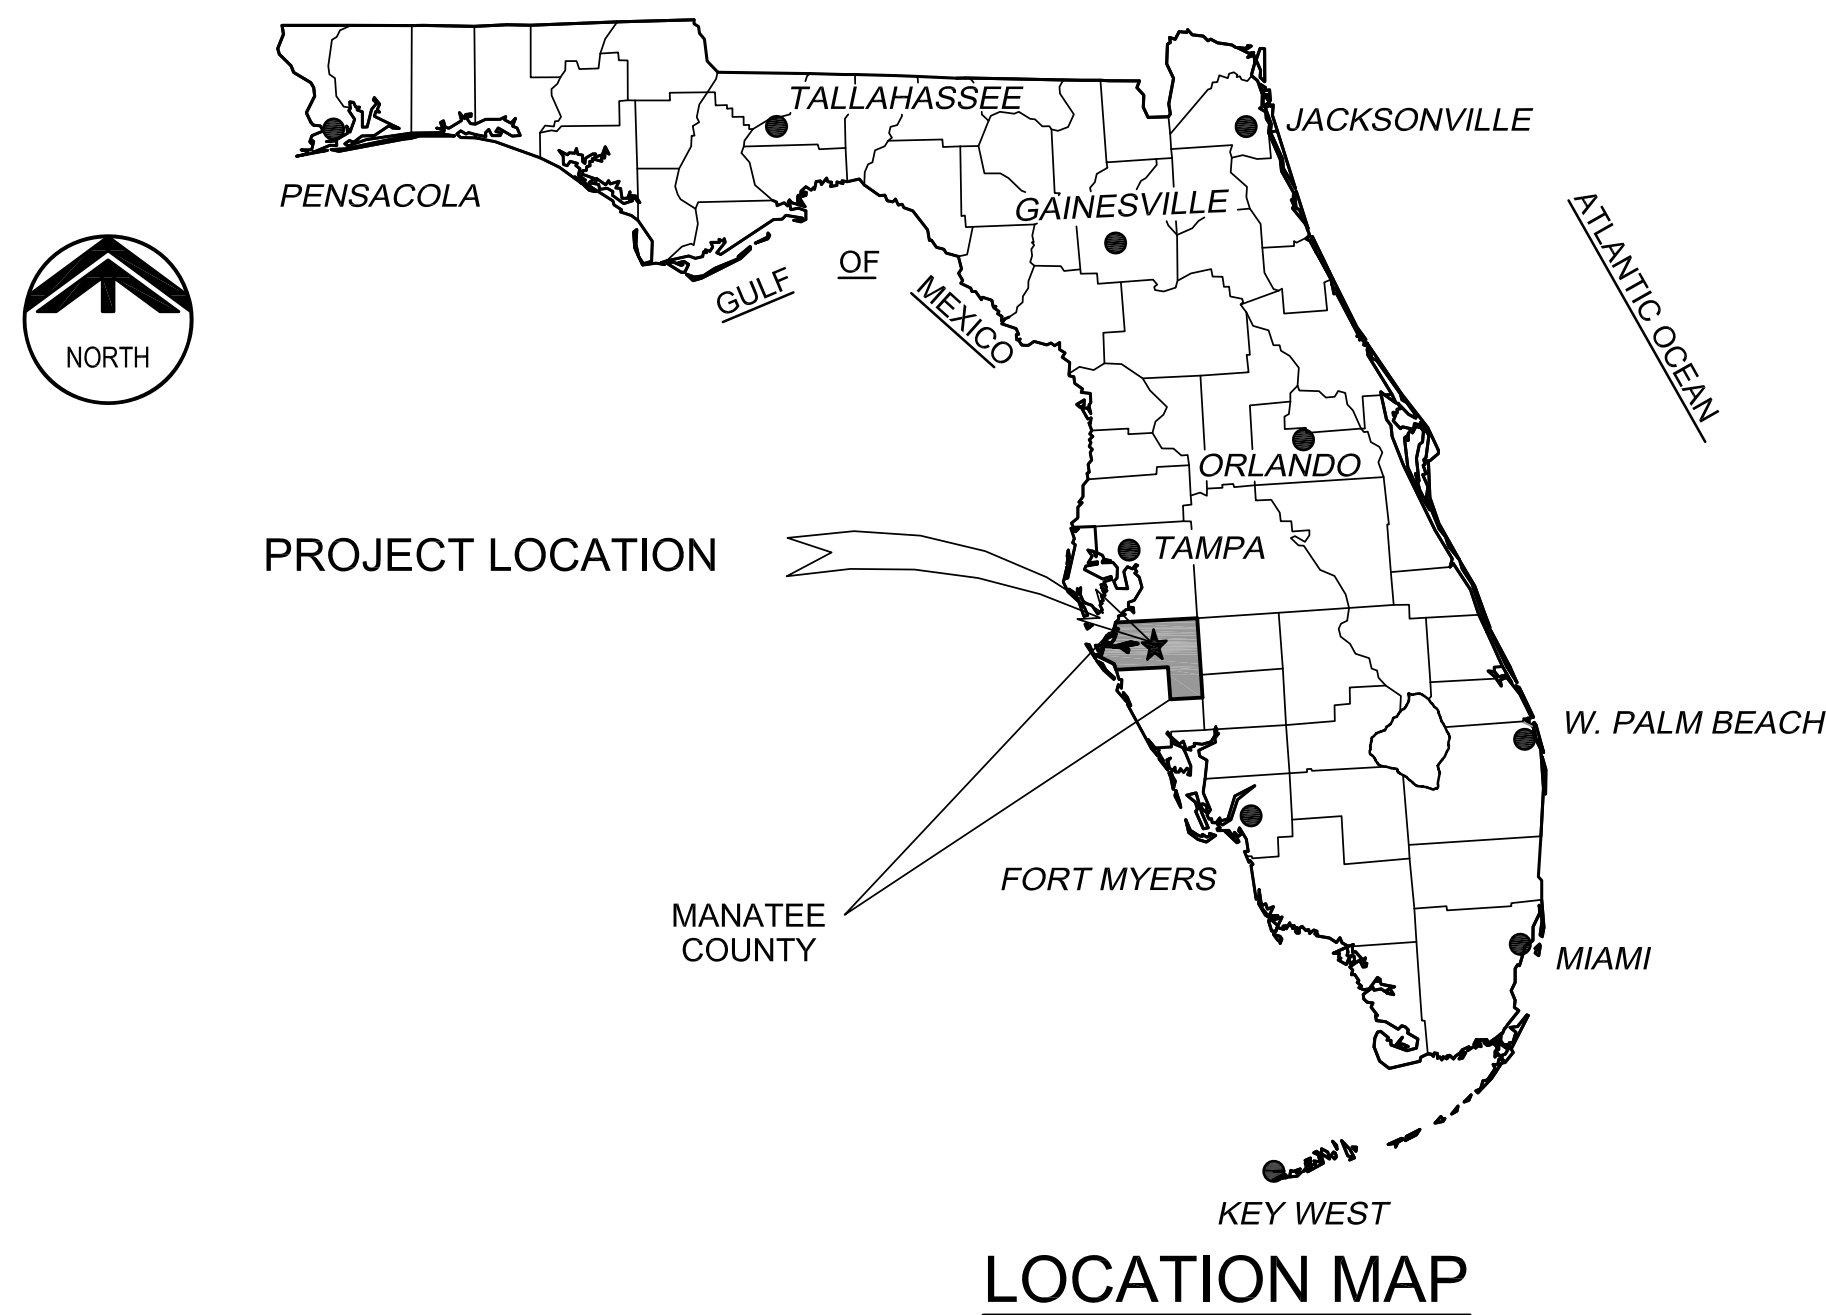 TALLAHASSEE
JACKSONVILLE
PENSACOLA
GAINESVILLE
ATLANTIC OCEAN
GULF OF MEXICO
NORTH
ORLANDO
PROJECT LOCATION
TAMPA
W. PALM BEACH
FORT MYERS
MANATEE
COUNTY
MIAMI
KEY WEST
LOCATION MAP